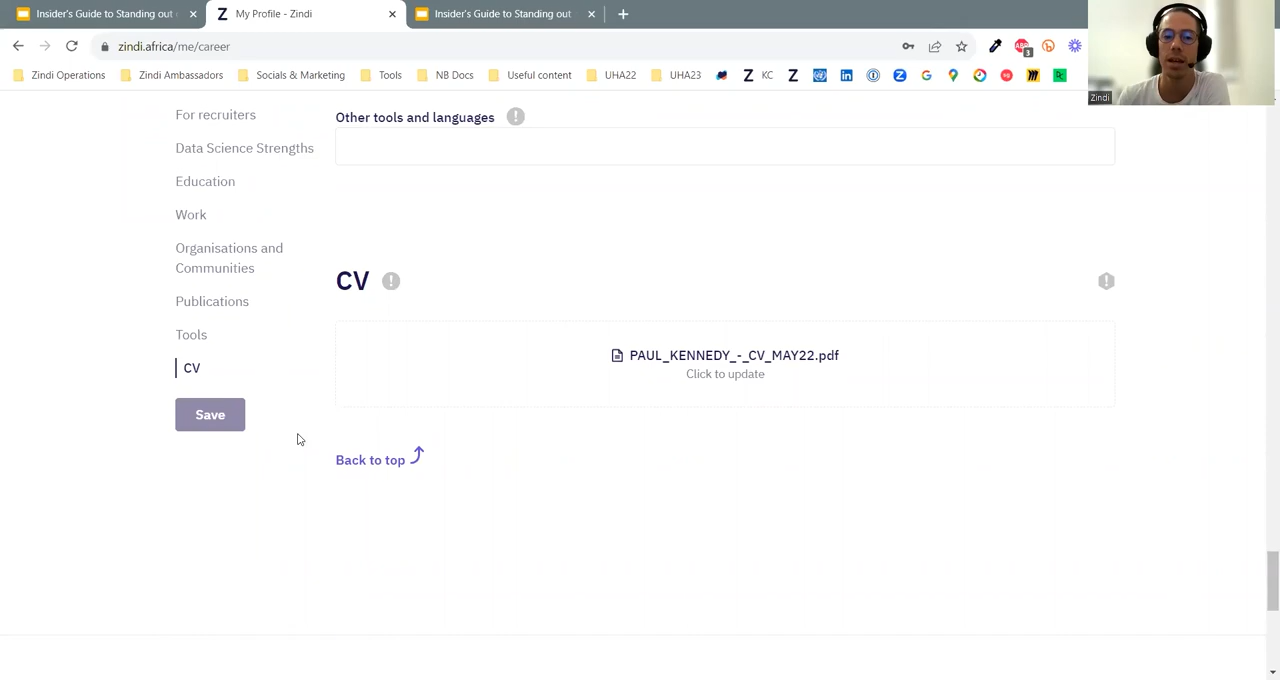 Insider's Guide to Standing out
My Profile - Zindi
Insider's Guide to Standing out
zindi.africa/me/career
Zindi Operations
Zindi Ambassadors
Socials & Marketing
Tools
NB Docs
Useful content
UHA22
UHA23
KC
Zindi
For recruiters
Data Science Strengths
Education
Work
Organisations and
Communities
Publications
Tools
CV
Save
Other tools and languages
CV
PAUL_KENNEDY_-_CV_MAY22.pdf
Click to update
Back to top